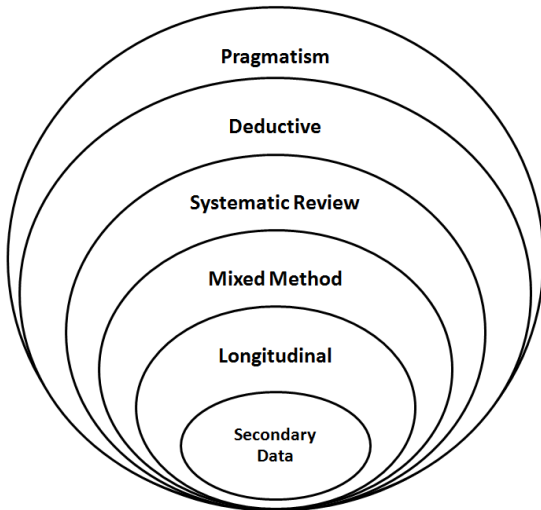 Pragmatism
Deductive
Systematic Review
Mixed Method
Longitudinal
Secondary
Data